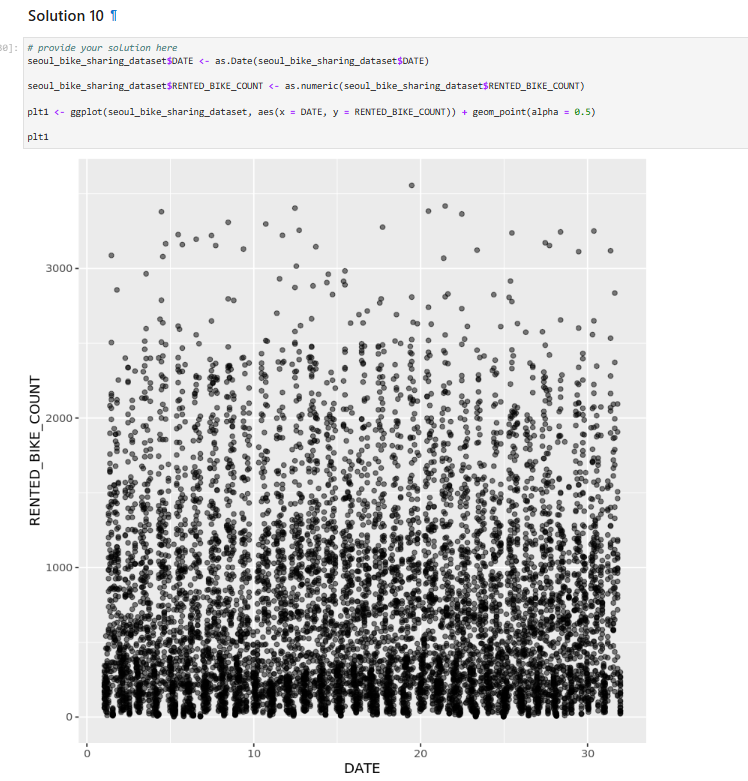 Solution 10 ¶
# provide your solution here
seoul_bike_sharing_dataset$DATE <- as.Date(seoul_bike_sharing_dataset$DATE)
seoul_bike_sharing_dataset$RENTED_BIKE_COUNT <- as.numeric(seoul_bike_sharing_dataset$RENTED_BIKE_COUNT)
plt1 <- ggplot(seoul_bike_sharing_dataset, aes(x = DATE, y = RENTED_BIKE_COUNT)) + geom_point(alpha = 0.5)
plt1
3000
2000
1000
0
RENTED_BIKE_COUNT
0 10 20 30
DATE